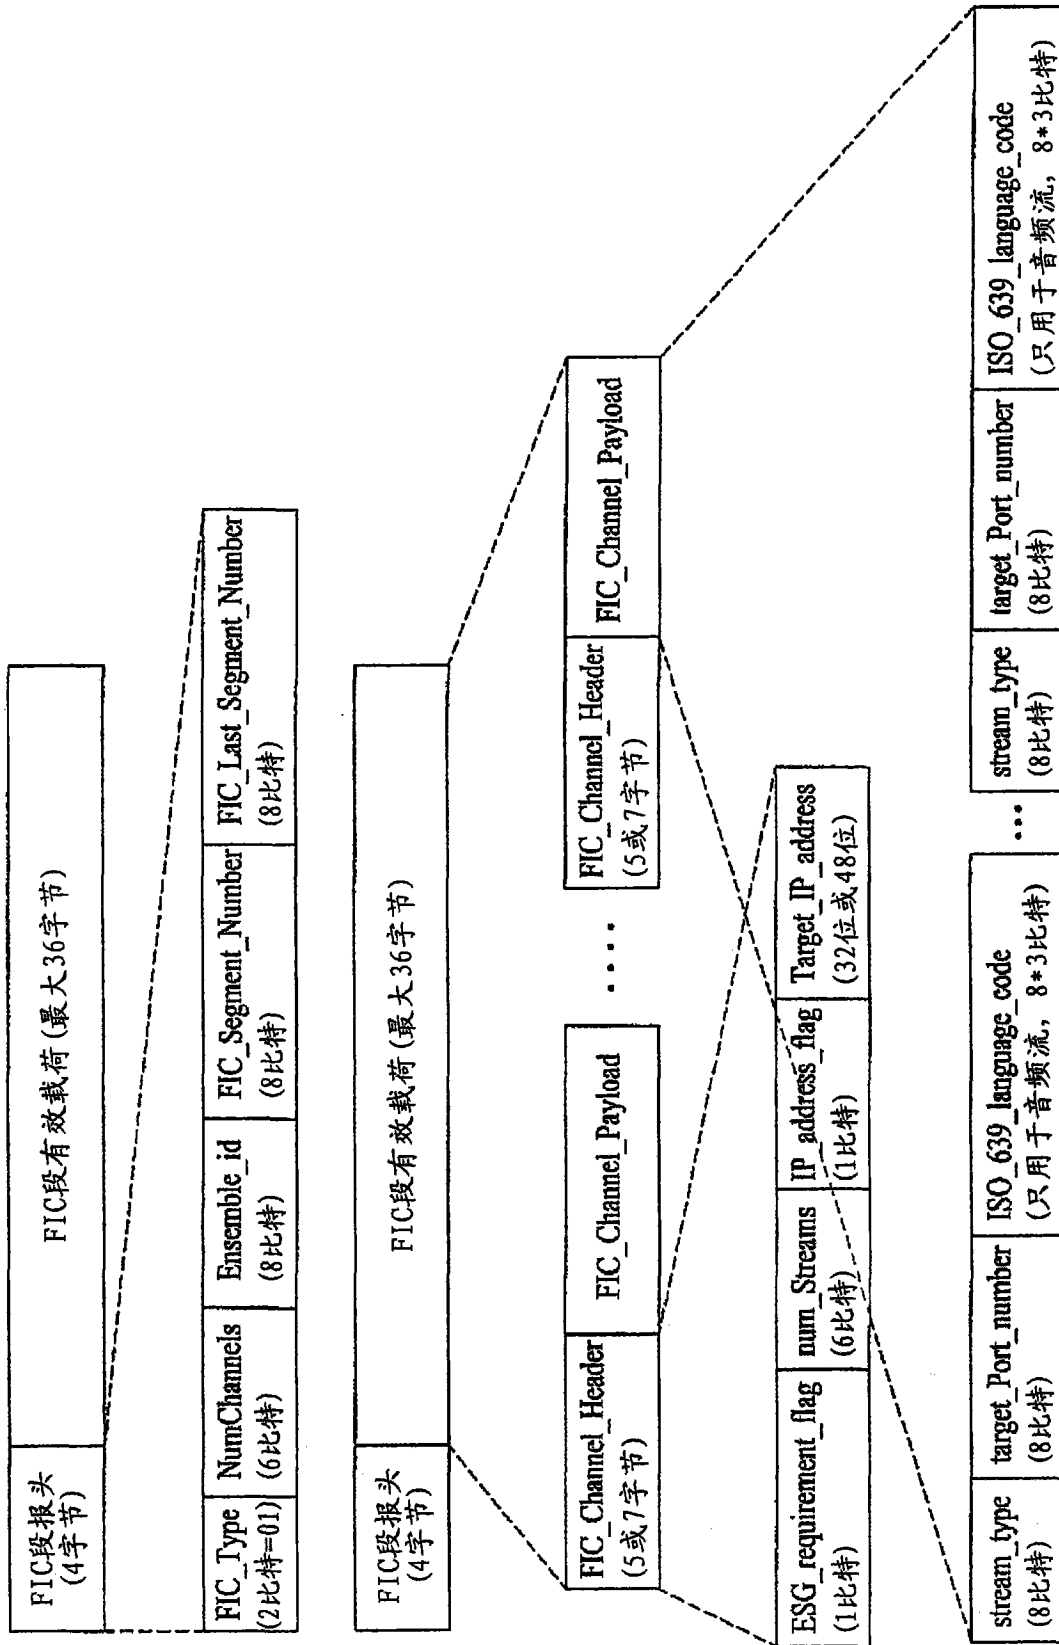 FIC段报头
(4字节)
FIC段有效载荷(最大36字节)
FIC_Type
(2比特=01)
NumChannels
(6比特)
Ensemble_id
(8比特)
FIC_Segment_Number
(8比特)
FIC_Last_Segment_Number
(8比特)
FIC段报头
(4字节)
FIC段有效载荷(最大36字节)
FIC_Channel_Header
(5或7字节)
FIC_Channel_Payload
....
FIC_Channel_Header
(5或7字节)
FIC_Channel_Payload
ESG_requirement_flag
(1比特)
num_Streams
(6比特)
IP_address_flag
(1比特)
Target_IP_address
(32位或48位)
stream_type
(8比特)
target_Port_number
(8比特)
ISO_639_language_code
(只用于音频流, 8*3比特)
...
stream_type
(8比特)
target_Port_number
(8比特)
ISO_639_language_code
(只用于音频流, 8*3比特)